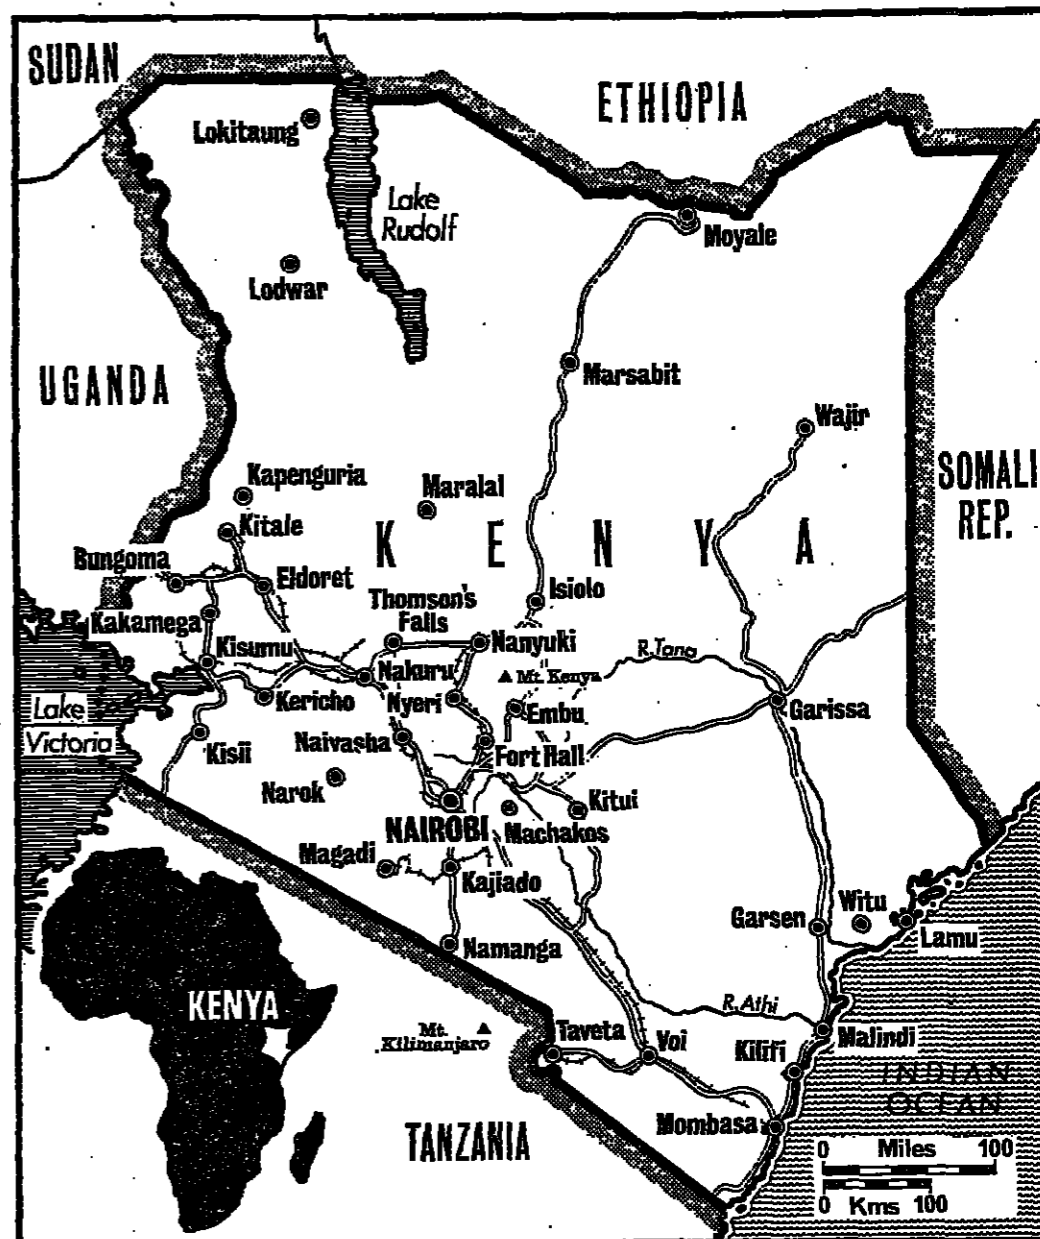 SUDAN
ETHIOPIA
Lokitaung
Lake
Rudolf
Moyale
Lodwar
UGANDA
Marsabit
Wajir
SOMALI
REP.
Kapenguria
Maralal
Kitale
KENYA
Bungoma
Eldoret
Isiolo
Thomson's
Falls
Kakamega
Kisumu
Nanyuki
R.Tana
Nakuru
Mt. Kenya
Kericho
Nyeri
Embu
Garissa
Lake
Victoria
Kisii
Naivasha
Fort Hall
Narok
Kitui
NAIROBI
Machakos
Magadi
Kajiado
Witu
Garsen
Lamu
Namanga
KENYA
R.Athi
Mt.
Kilimanjaro
Taveta
Voi
Malindi
Kilifi
INDIAN
OCEAN
Mombasa
TANZANIA
0 Miles 100
0 Kms 100